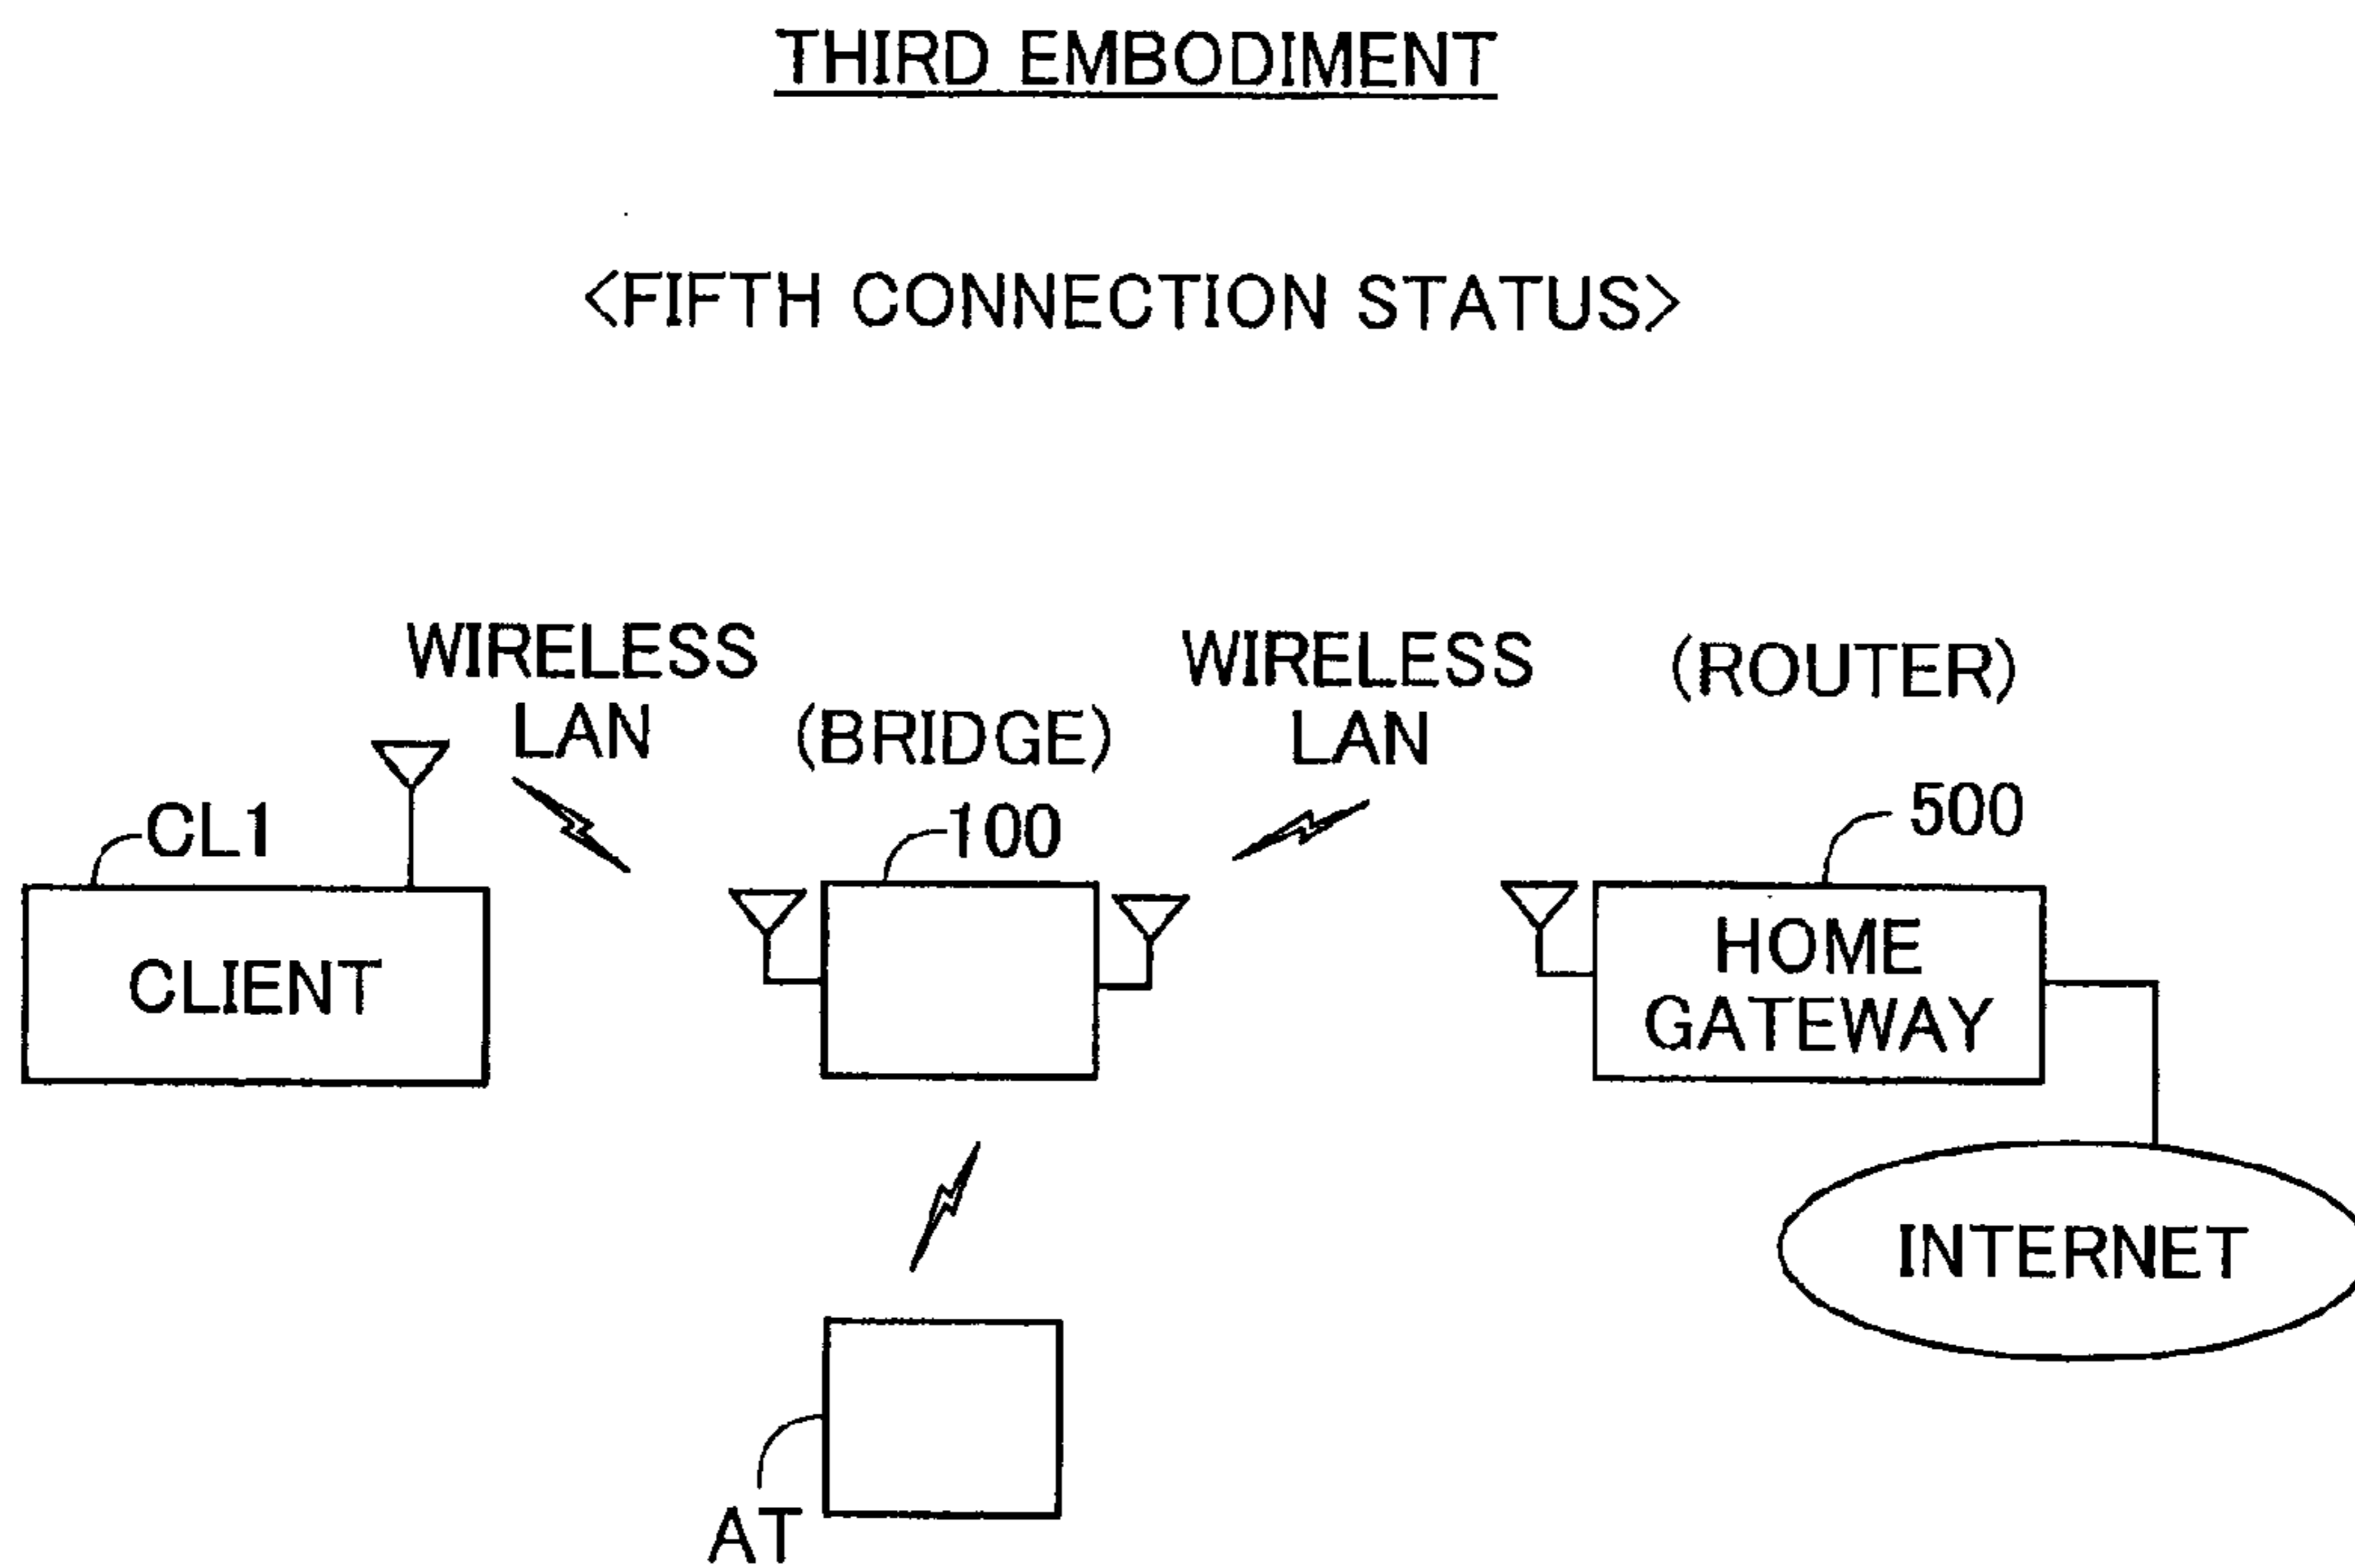 THIRD EMBODIMENT
<FIFTH CONNECTION STATUS>
WIRELESS
LAN
(BRIDGE)
WIRELESS
LAN
(ROUTER)
CL1
100
500
CLIENT
HOME
GATEWAY
INTERNET
AT